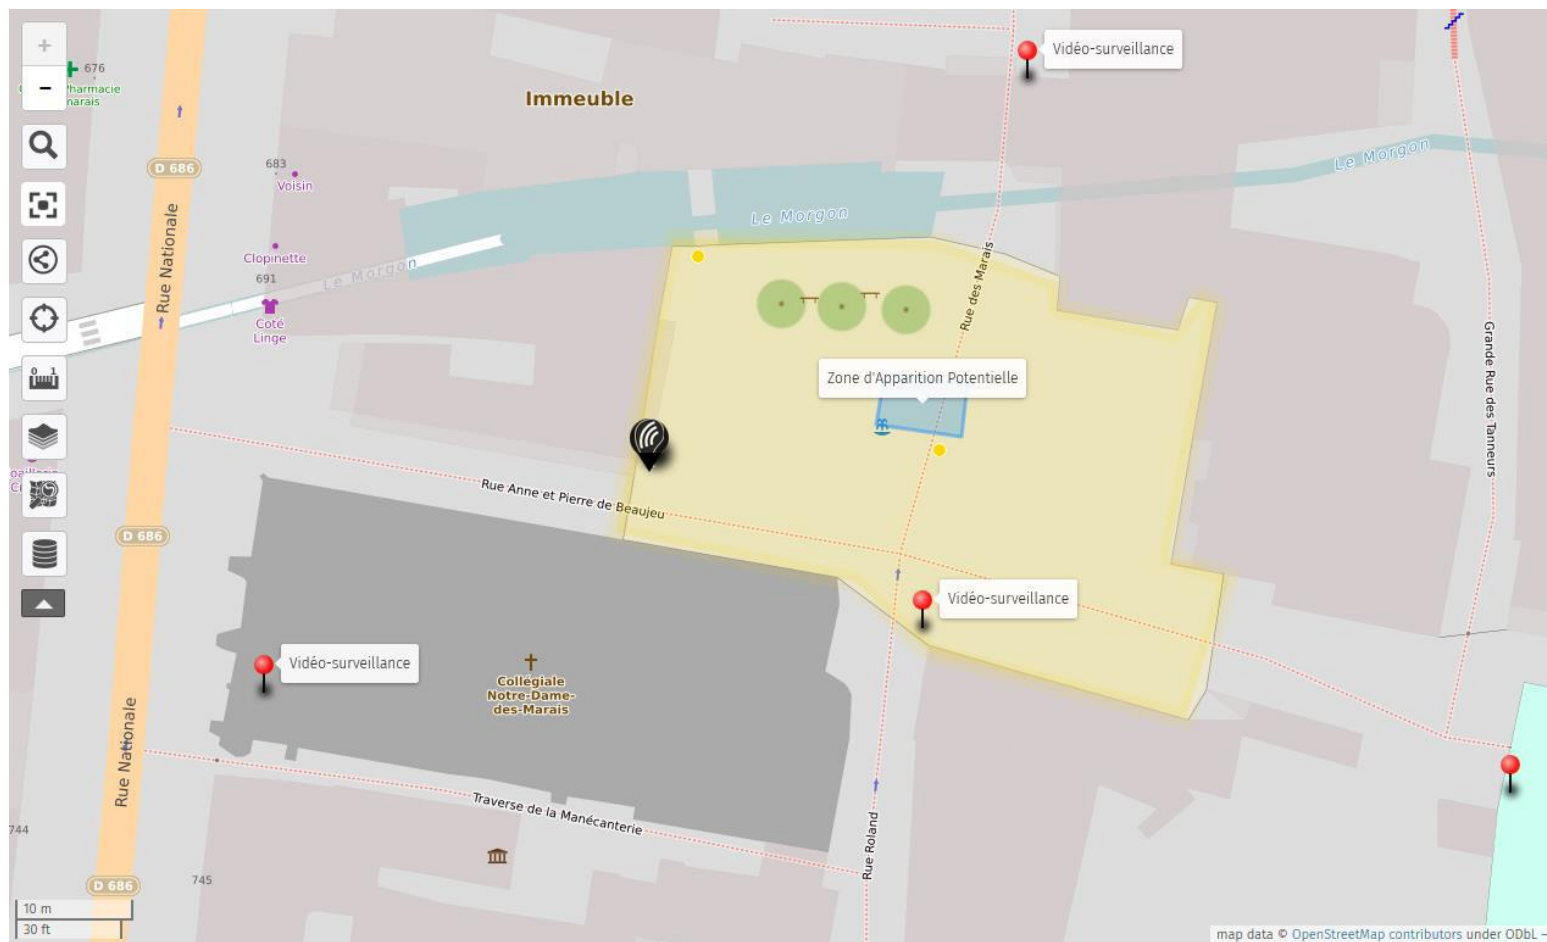 +
−
676
Pharmacie
marais
Immeuble
Vidéo-surveillance
D 686
683
Voisin
Le Morgon
Le Morgon
Rue Nationale
Clopinette
Le Morgon
691
Coté
Linge
Rue des Marais
0 1
Zone d'Apparition Potentielle
Grande Rue des Tanneurs
Rue Anne et Pierre de Beaujeu
D 686
Vidéo-surveillance
Vidéo-surveillance
Collégiale
Notre-Dame-
des-Marais
Rue Nationale
Traverse de la Manécanterie
Rue Roland
744
745
D 686
10 m
30 ft
map data © OpenStreetMap contributors under ODbL –